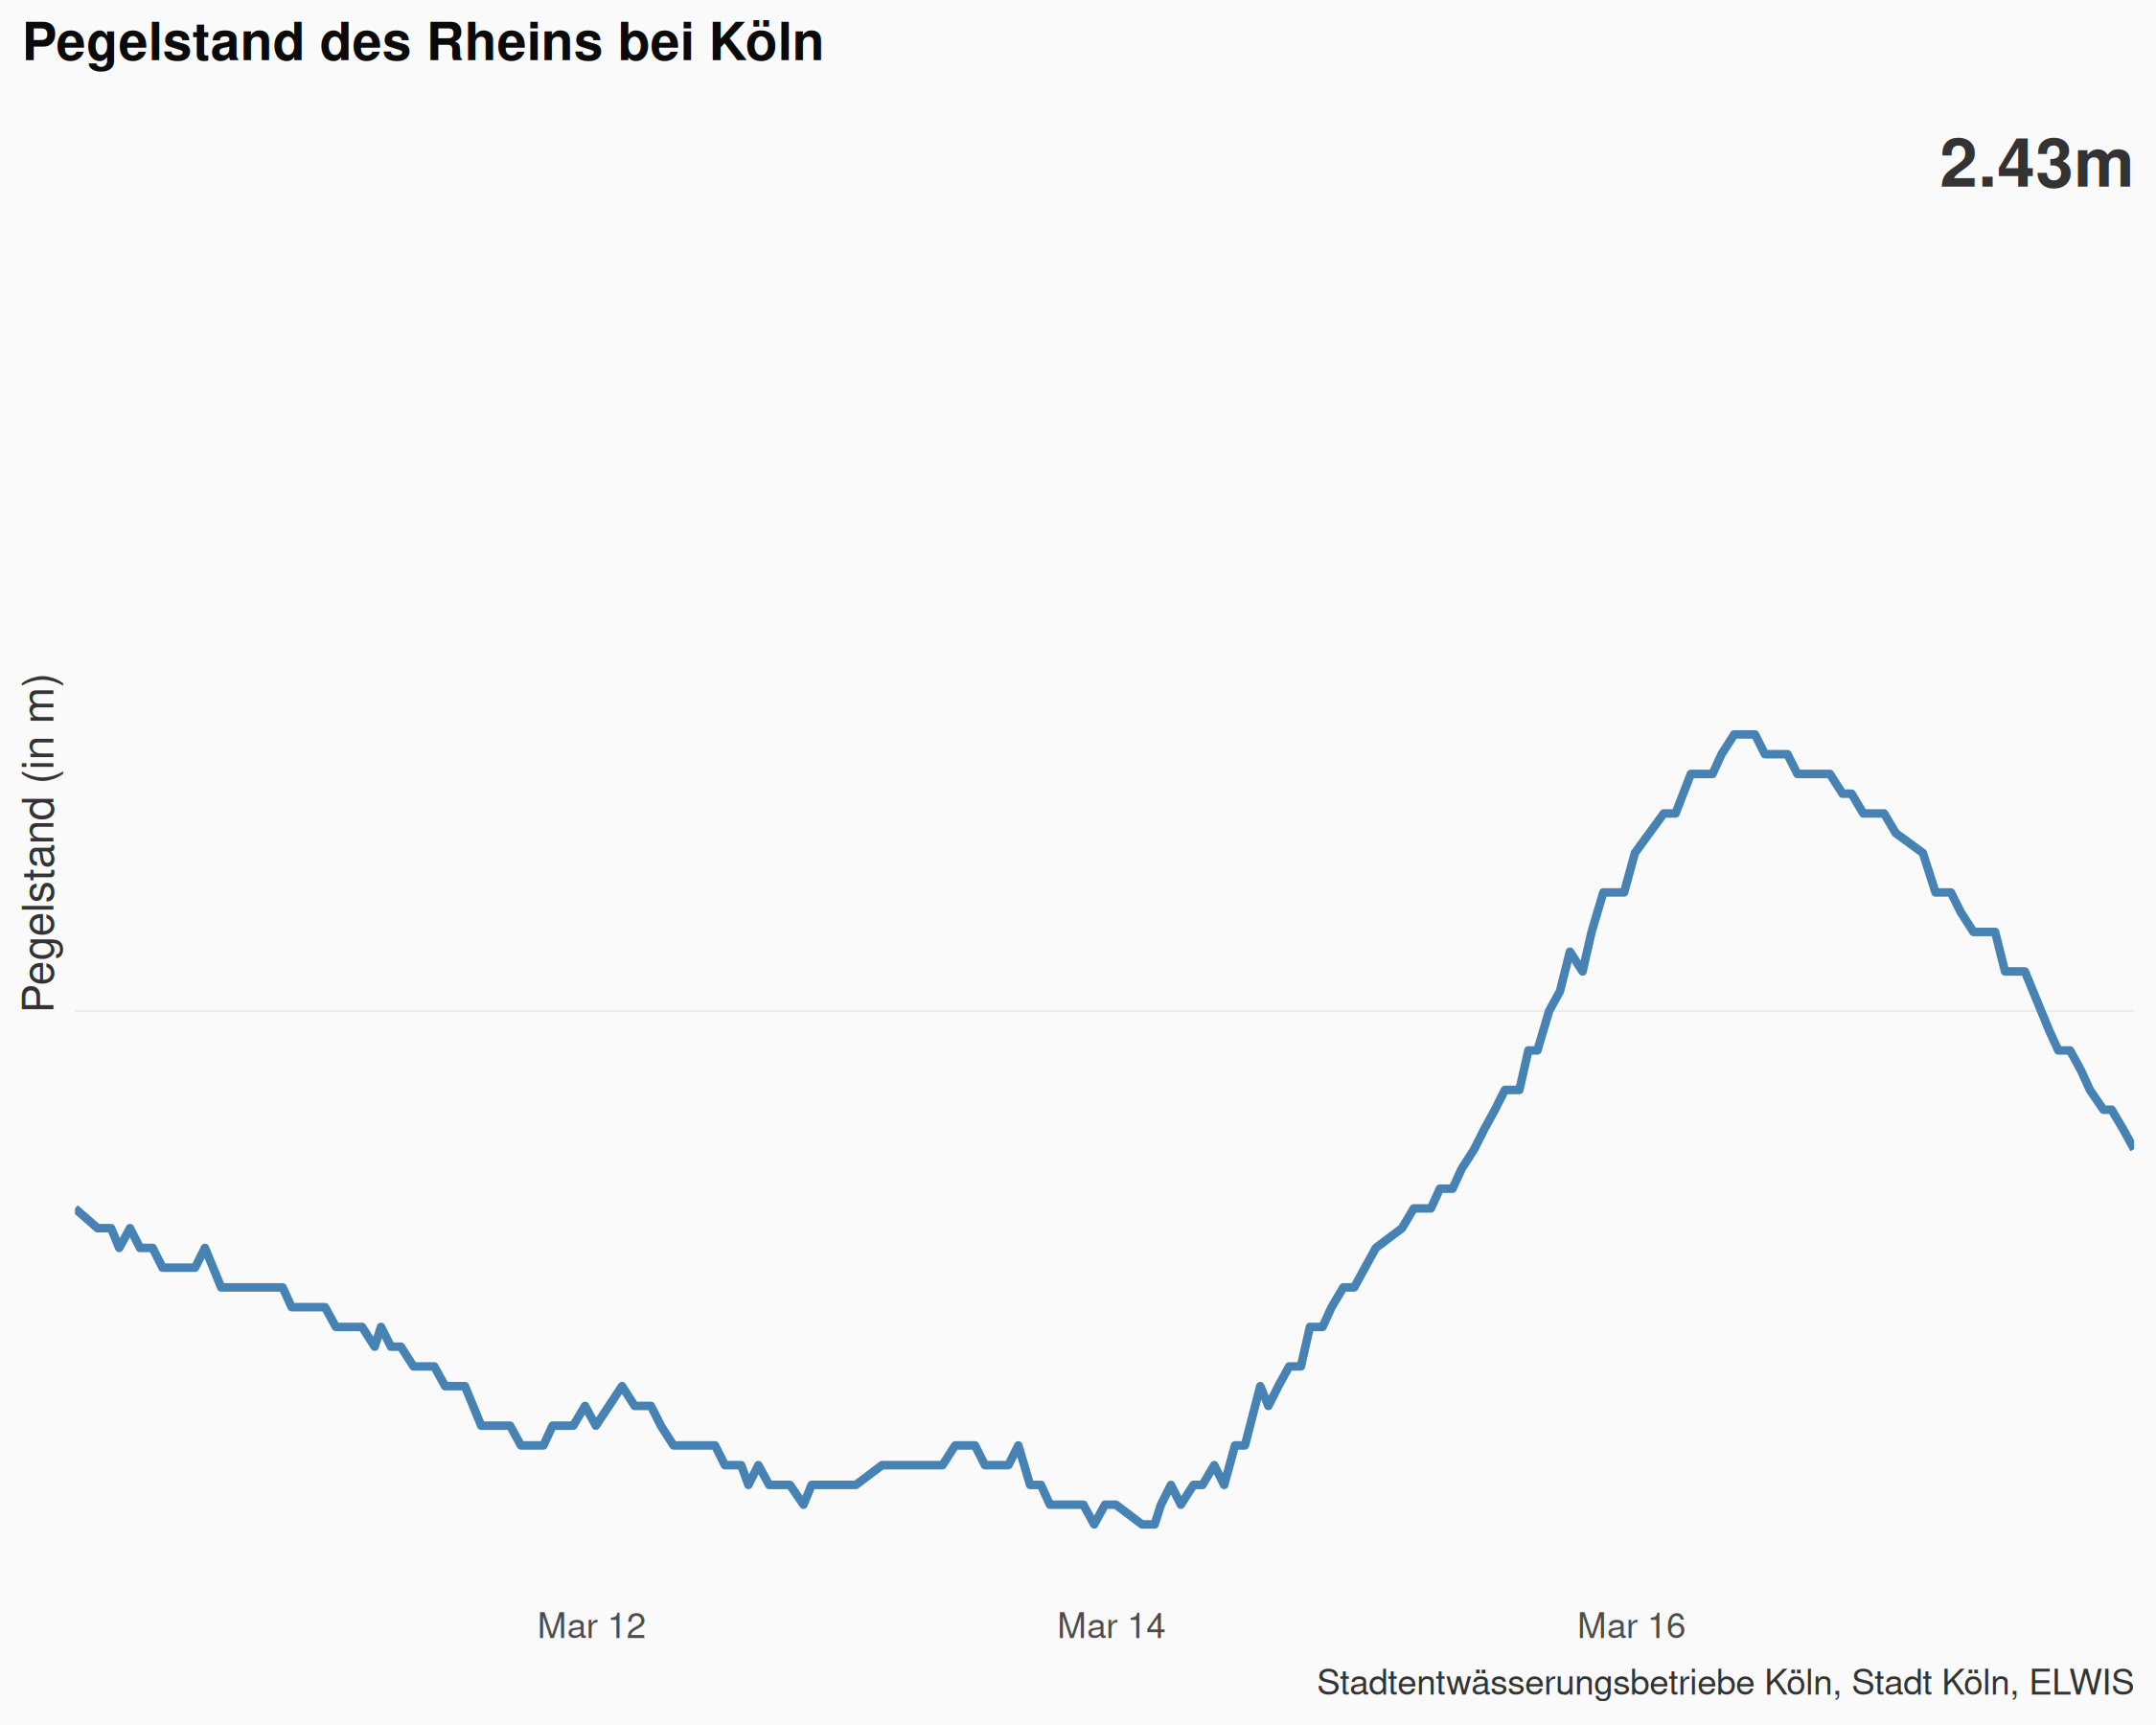 Pegelstand des Rheins bei Köln
2.43m
Pegelstand (in m)
Mar 12
Mar 14
Mar 16
Stadtentwässerungsbetriebe Köln, Stadt Köln, ELWIS